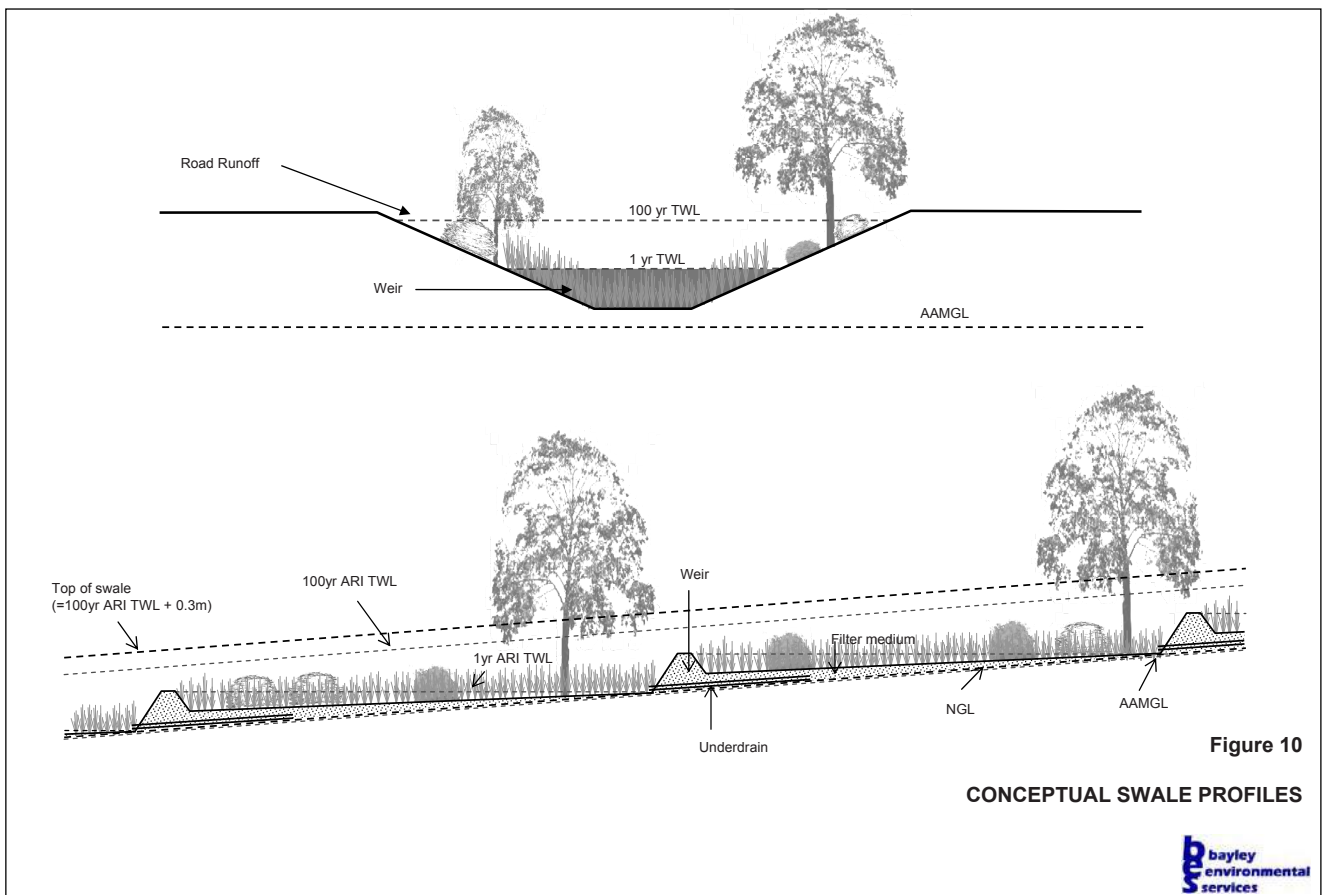 Road Runoff
100 yr TWL
1 yr TWL
Weir
AAMGL
Top of swale
(=100yr ARI TWL + 0.3m)
100yr ARI TWL
Weir
Filter medium
1yr ARI TWL
NGL
AAMGL
Underdrain
Figure 10
CONCEPTUAL SWALE PROFILES
bes
bayley
environmental
services